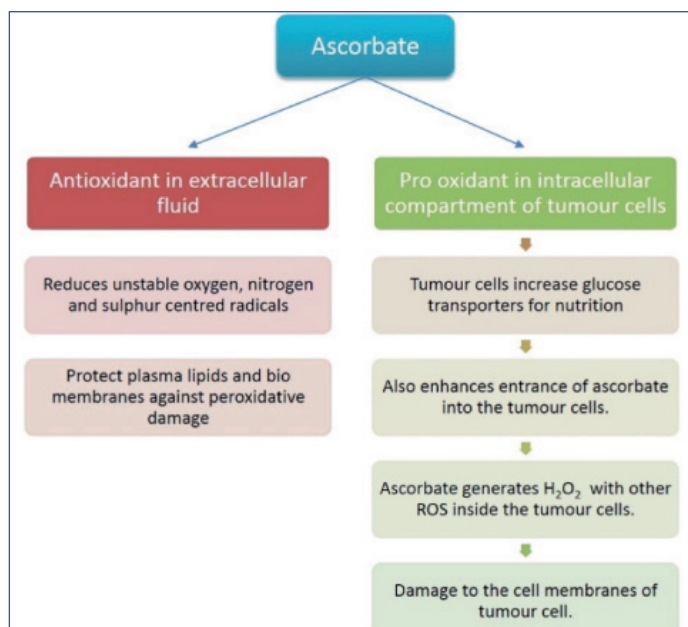 Ascorbate
Antioxidant in extracellular
fluid
Reduces unstable oxygen, nitrogen
and sulphur centred radicals
Protect plasma lipids and bio
membranes against peroxidative
damage
Pro oxidant in intracellular
compartment of tumour cells
Tumour cells increase glucose
transporters for nutrition
Also enhances entrance of ascorbate
into the tumour cells.
Ascorbate generates H₂O₂ with other
ROS inside the tumour cells.
Damage to the cell membranes of
tumour cell.